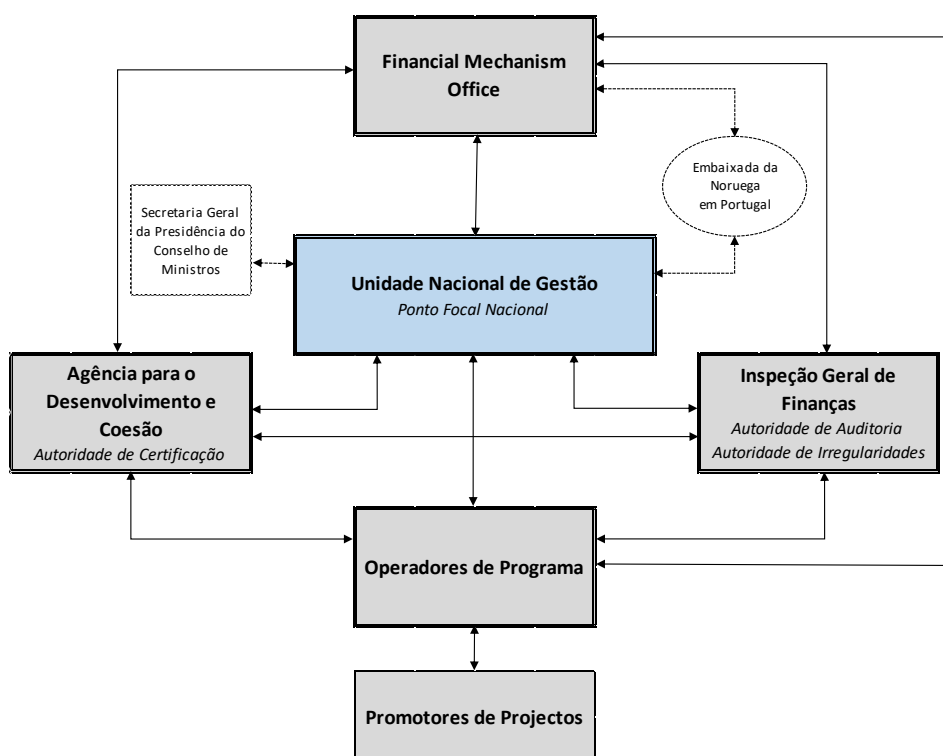 Financial Mechanism
Office
Embaixada da
Noruega
em Portugal
Secretaria Geral
da Presidência do
Conselho de
Ministros
Unidade Nacional de Gestão
Ponto Focal Nacional
Agência para o
Desenvolvimento e
Coesão
Autoridade de Certificação
Inspeção Geral de
Finanças
Autoridade de Auditoria
Autoridade de Irregularidades
Operadores de Programa
Promotores de Projectos